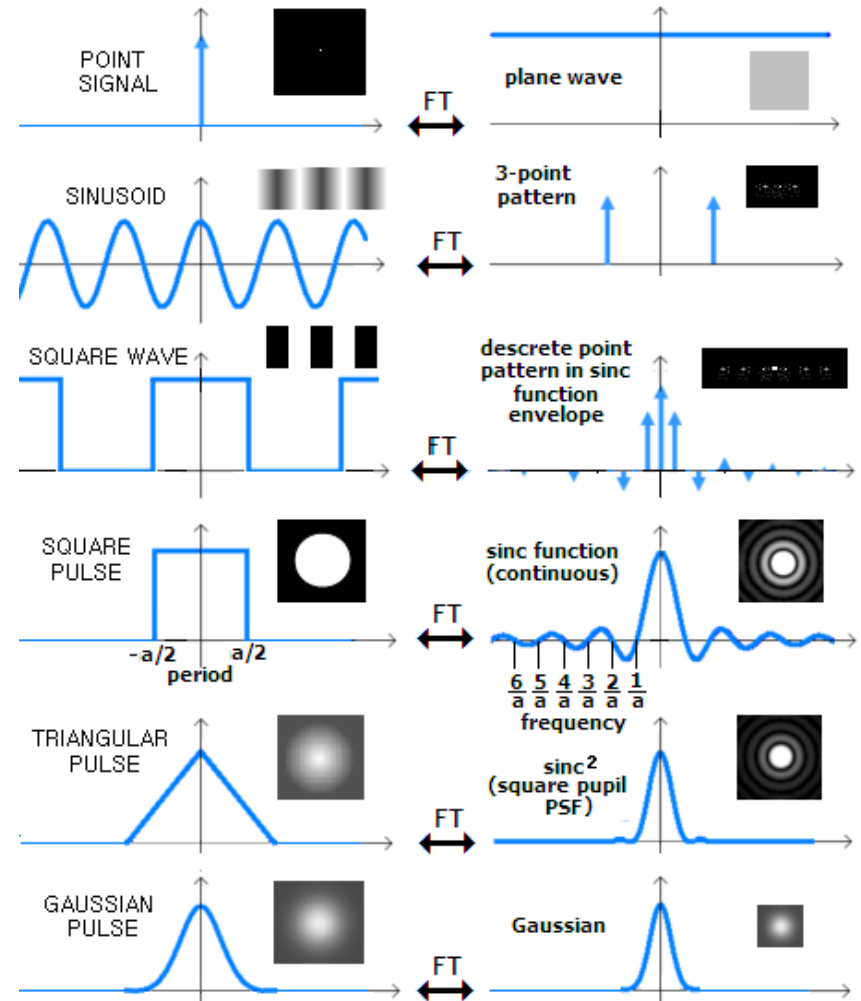 POINT
SIGNAL
FT
plane wave
SINUSOID
FT
3-point
pattern
SQUARE WAVE
FT
descrete point
pattern in sinc
function
envelope
SQUARE
PULSE
-a/2
a/2
period
FT
sinc function
(continuous)
6/a 5/a 4/a 3/a 2/a 1/a
frequency
TRIANGULAR
PULSE
FT
sinc²
(square pupil
PSF)
GAUSSIAN
PULSE
FT
Gaussian